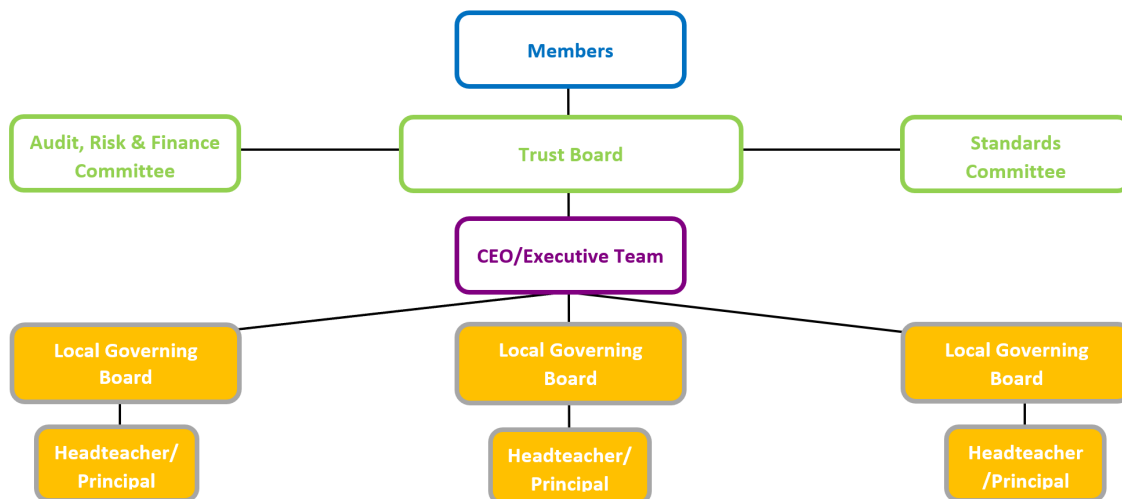 Members
Audit, Risk & Finance
Committee
Trust Board
Standards
Committee
CEO/Executive Team
Local Governing
Board
Local Governing
Board
Local Governing
Board
Headteacher/
Principal
Headteacher/
Principal
Headteacher
/Principal